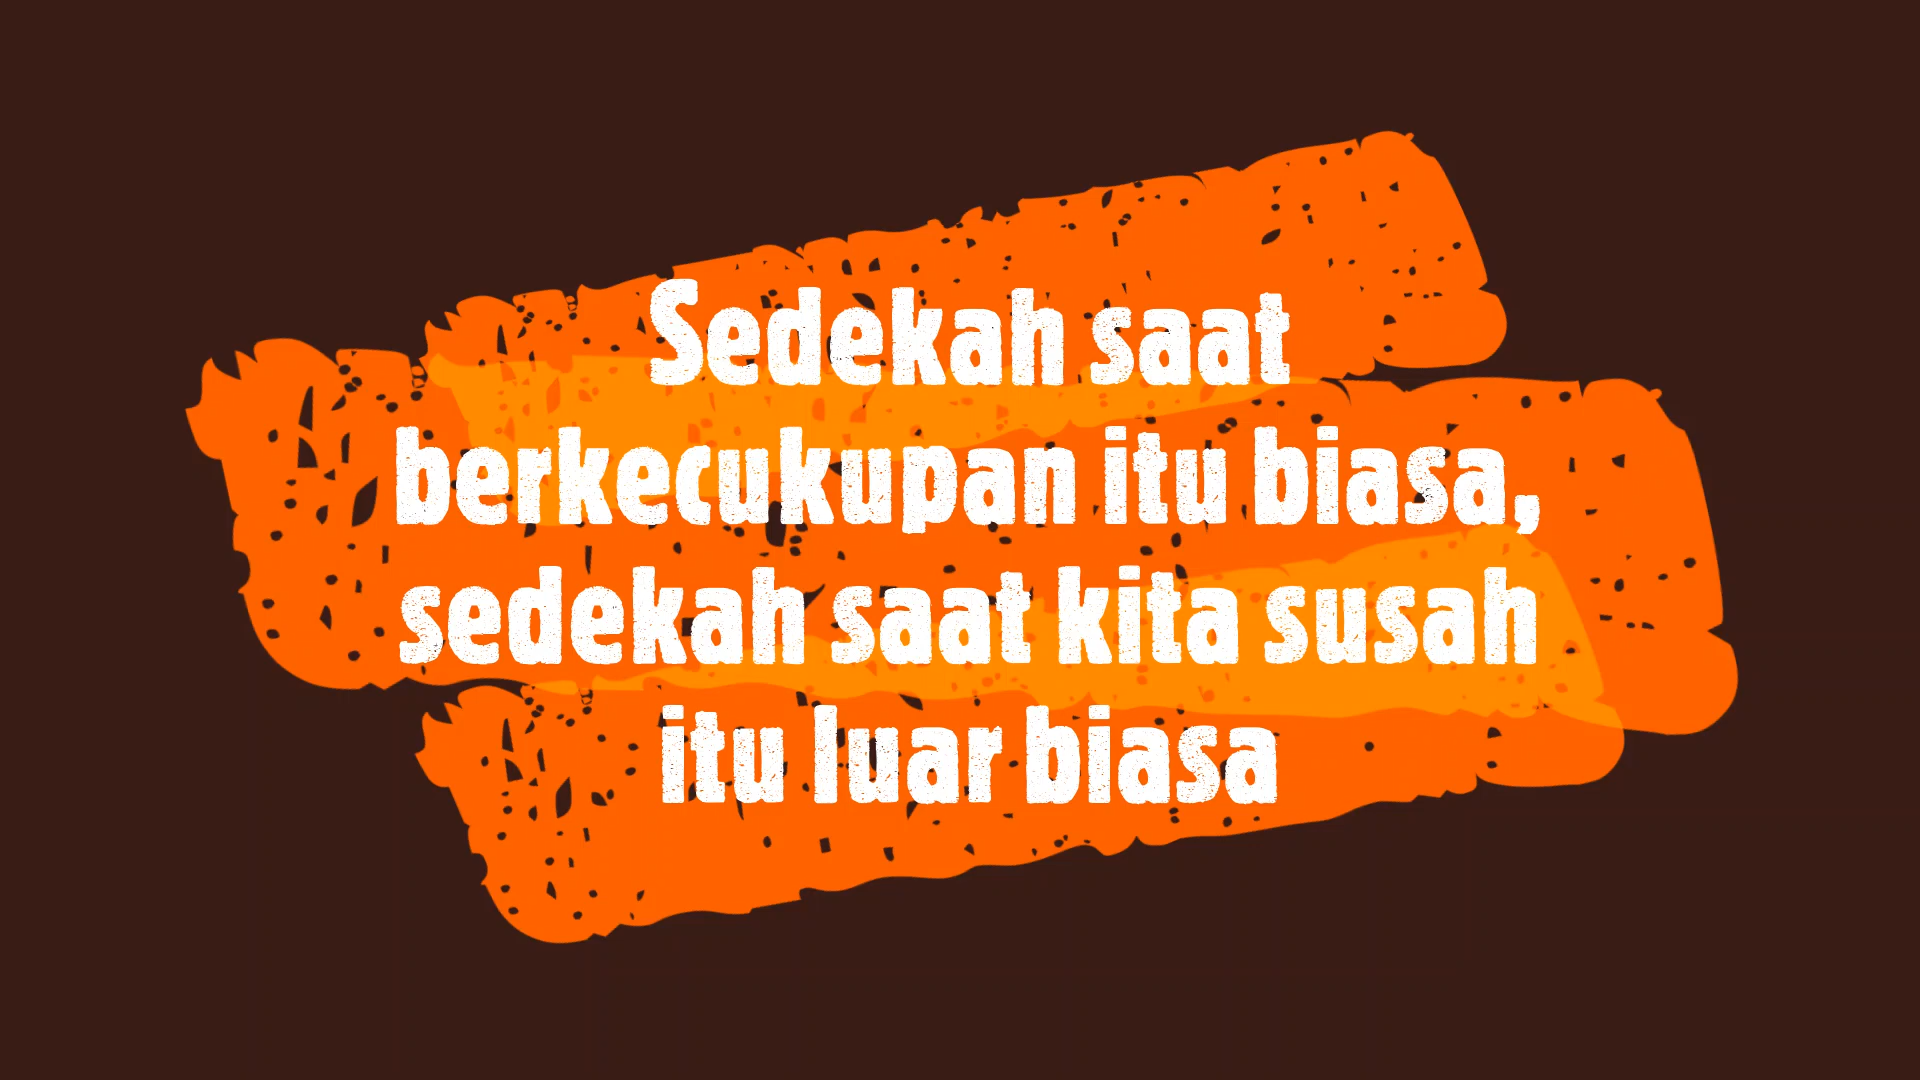 Sedekah saat
berkecukupan itu biasa,
sedekah saat kita susah
itu luar biasa